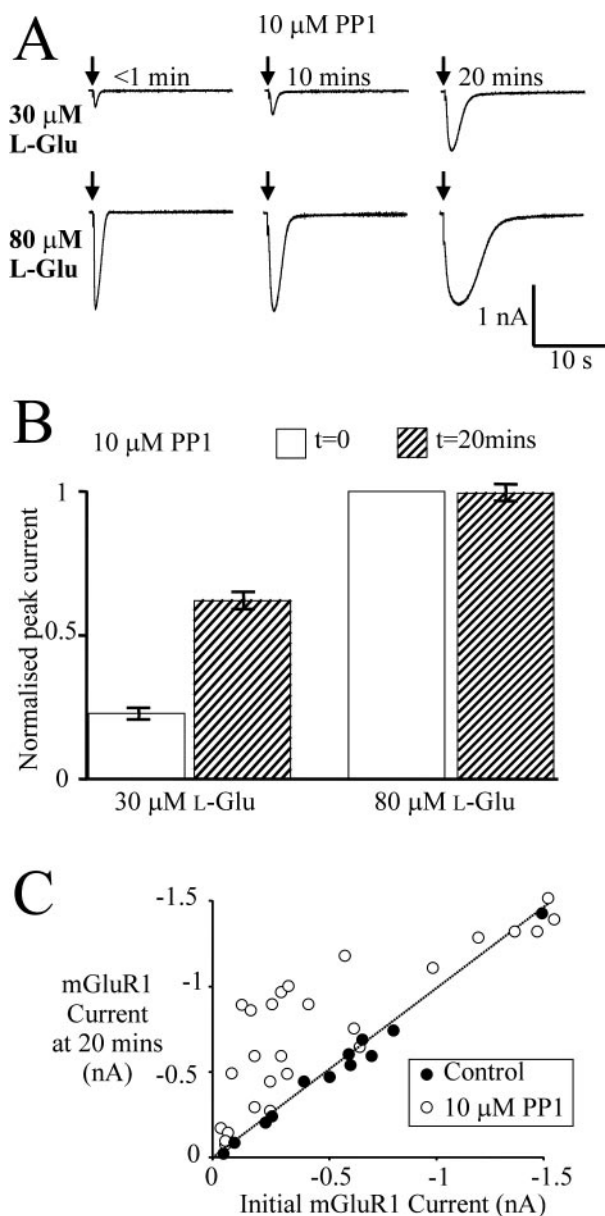 A
10 μM PP1
<1 min
10 mins
20 mins
30 μM
L-Glu
80 μM
L-Glu
1 nA
10 s
B
10 μM PP1
t=0
t=20mins
1
0.5
0
Normalised peak current
30 μM L-Glu
80 μM L-Glu
C
-1.5
-1
-0.5
0
mGluR1
Current
at 20 mins
(nA)
Control
10 μM PP1
0
-0.5
-1
-1.5
Initial mGluR1 Current (nA)